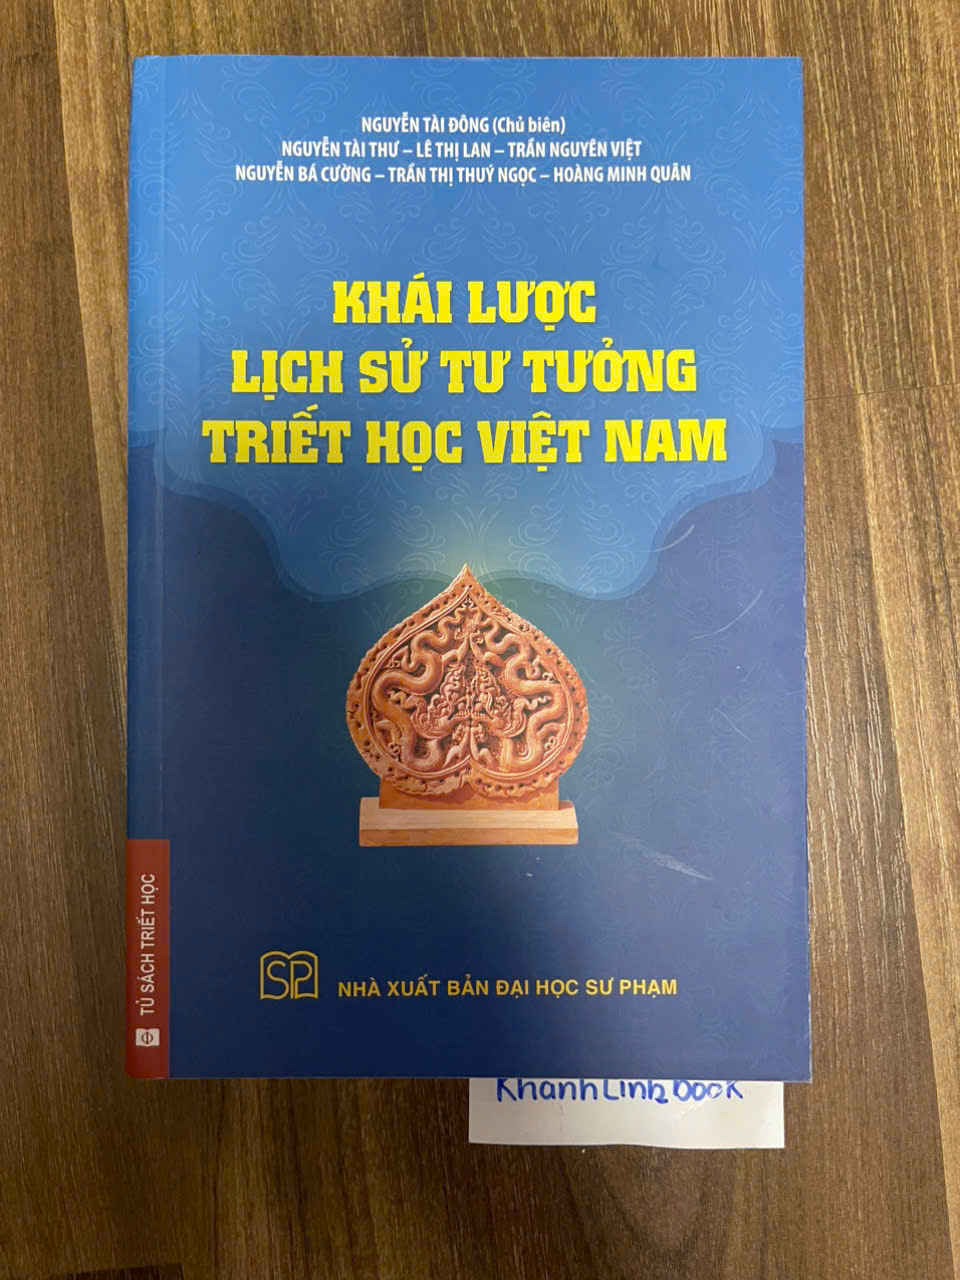 NGUYỄN TÀI ĐÔNG (Chủ biên)
NGUYỄN TÀI THƯ – LÊ THỊ LAN – TRẦN NGUYÊN VIỆT
NGUYỄN BÁ CƯỜNG – TRẦN THỊ THUÝ NGỌC – HOÀNG MINH QUÂN
KHÁI LƯỢC
LỊCH SỬ TƯ TƯỞNG
TRIẾT HỌC VIỆT NAM
TỦ SÁCH TRIẾT HỌC
SP
NHÀ XUẤT BẢN ĐẠI HỌC SƯ PHẠM
KhanhLinhbook